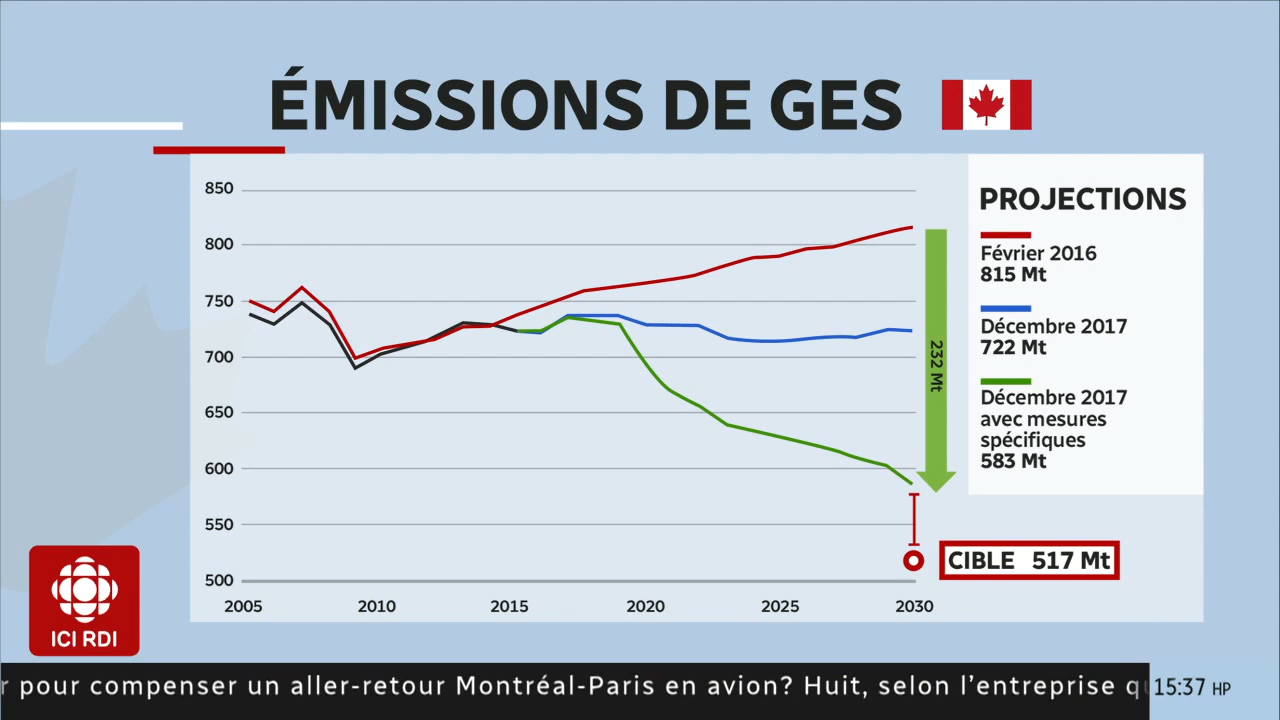 ÉMISSIONS DE GES
850
800
750
700
650
600
550
500
2005
2010
2015
2020
2025
2030
232 Mt
PROJECTIONS
Février 2016
815 Mt
Décembre 2017
722 Mt
Décembre 2017
avec mesures
spécifiques
583 Mt
CIBLE 517 Mt
ICI RDI
pour compenser un aller-retour Montréal-Paris en avion? Huit, selon l'entreprise
15:37 HP